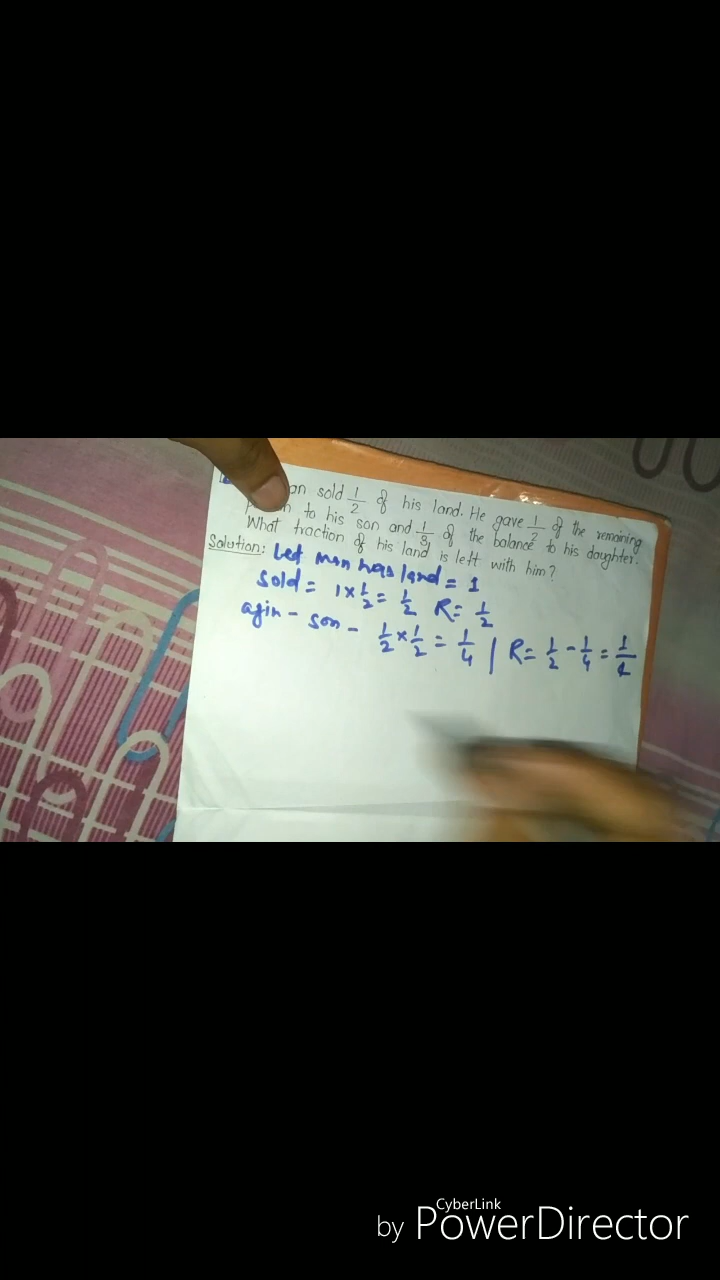 an sold 1/2 of his land. He gave 1/2 of the remaining
to his son and 1/3 of the balance to his daughter.
What fraction of his land is left with him?
Solution: Let man has land = 1
sold = 1 × 1/2 = 1/2 R = 1/2
agin - son - 1/2 × 1/2 = 1/4 | R = 1/2 - 1/4 = 1/4
CyberLink
by PowerDirector